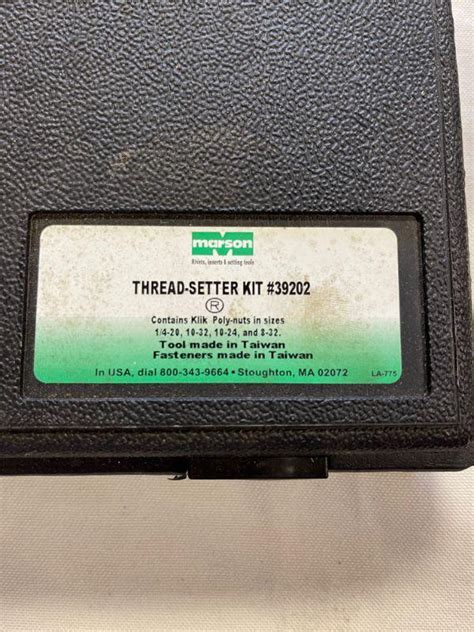 marson
Rivets, inserts & setting tools
THREAD-SETTER KIT #39202
®
Contains Klik Poly-nuts in sizes
1/4-20, 10-32, 10-24, and 8-32.
Tool made in Taiwan
Fasteners made in Taiwan
In USA, dial 800-343-9664 • Stoughton, MA 02072
LA-775